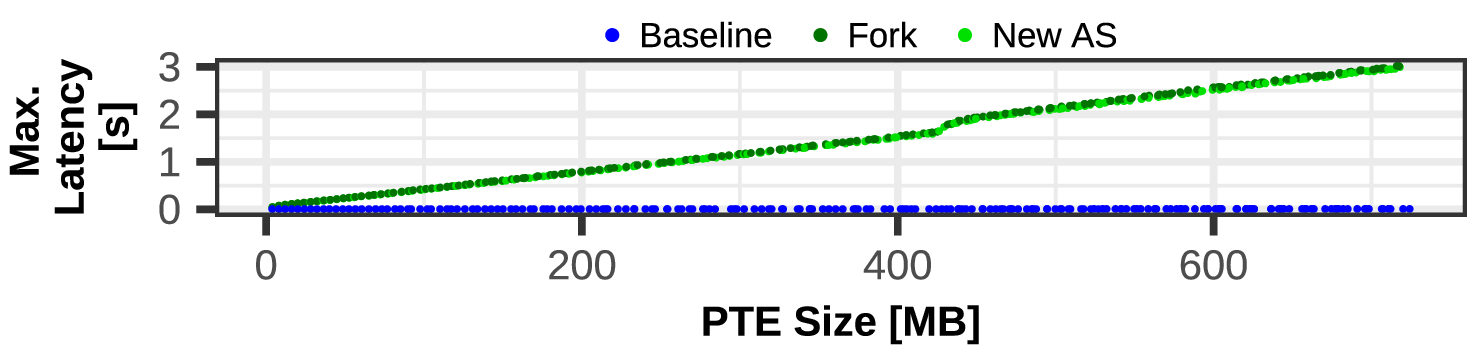 Baseline Fork New AS
Max.
Latency
[s]
3
2
1
0
0 200 400 600
PTE Size [MB]